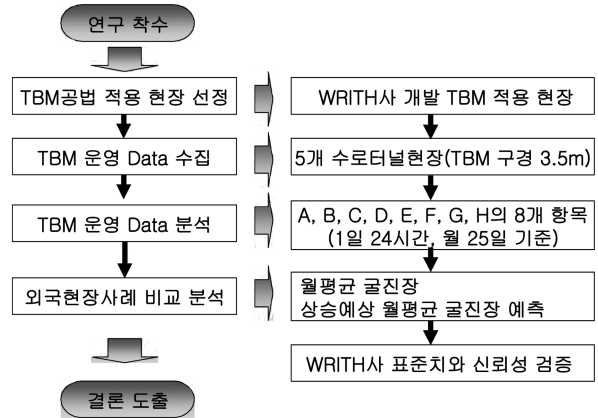 연구 착수
TBM공법 적용 현장 선정
WRITH사 개발 TBM 적용 현장
TBM 운영 Data 수집
5개 수로터널현장(TBM 구경 3.5m)
TBM 운영 Data 분석
A, B, C, D, E, F, G, H의 8개 항목
(1일 24시간, 월 25일 기준)
외국현장사례 비교 분석
월평균 굴진장
상승예상 월평균 굴진장 예측
WRITH사 표준치와 신뢰성 검증
결론 도출